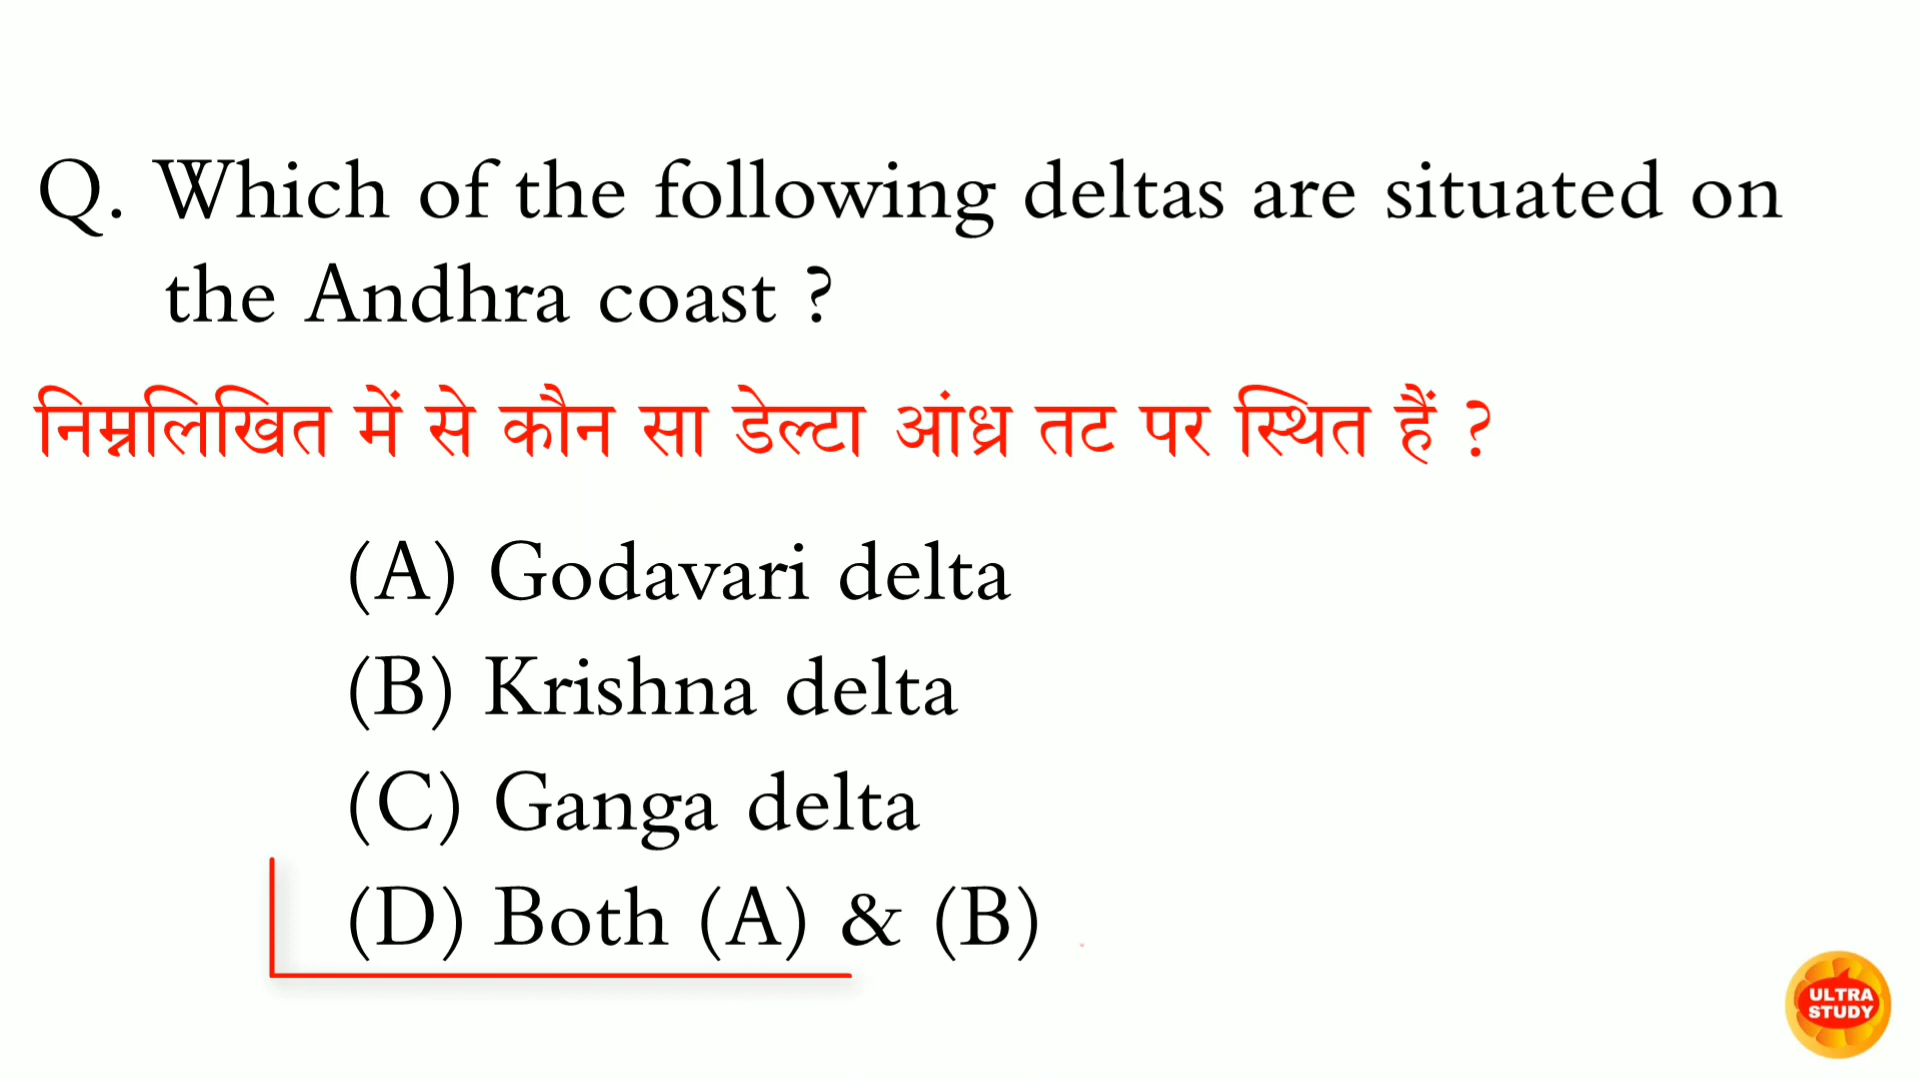 Q. Which of the following deltas are situated on
the Andhra coast ?
निम्नलिखित में से कौन सा डेल्टा आंध्र तट पर स्थित हैं ?
(A) Godavari delta
(B) Krishna delta
(C) Ganga delta
(D) Both (A) & (B)
ULTRA
STUDY